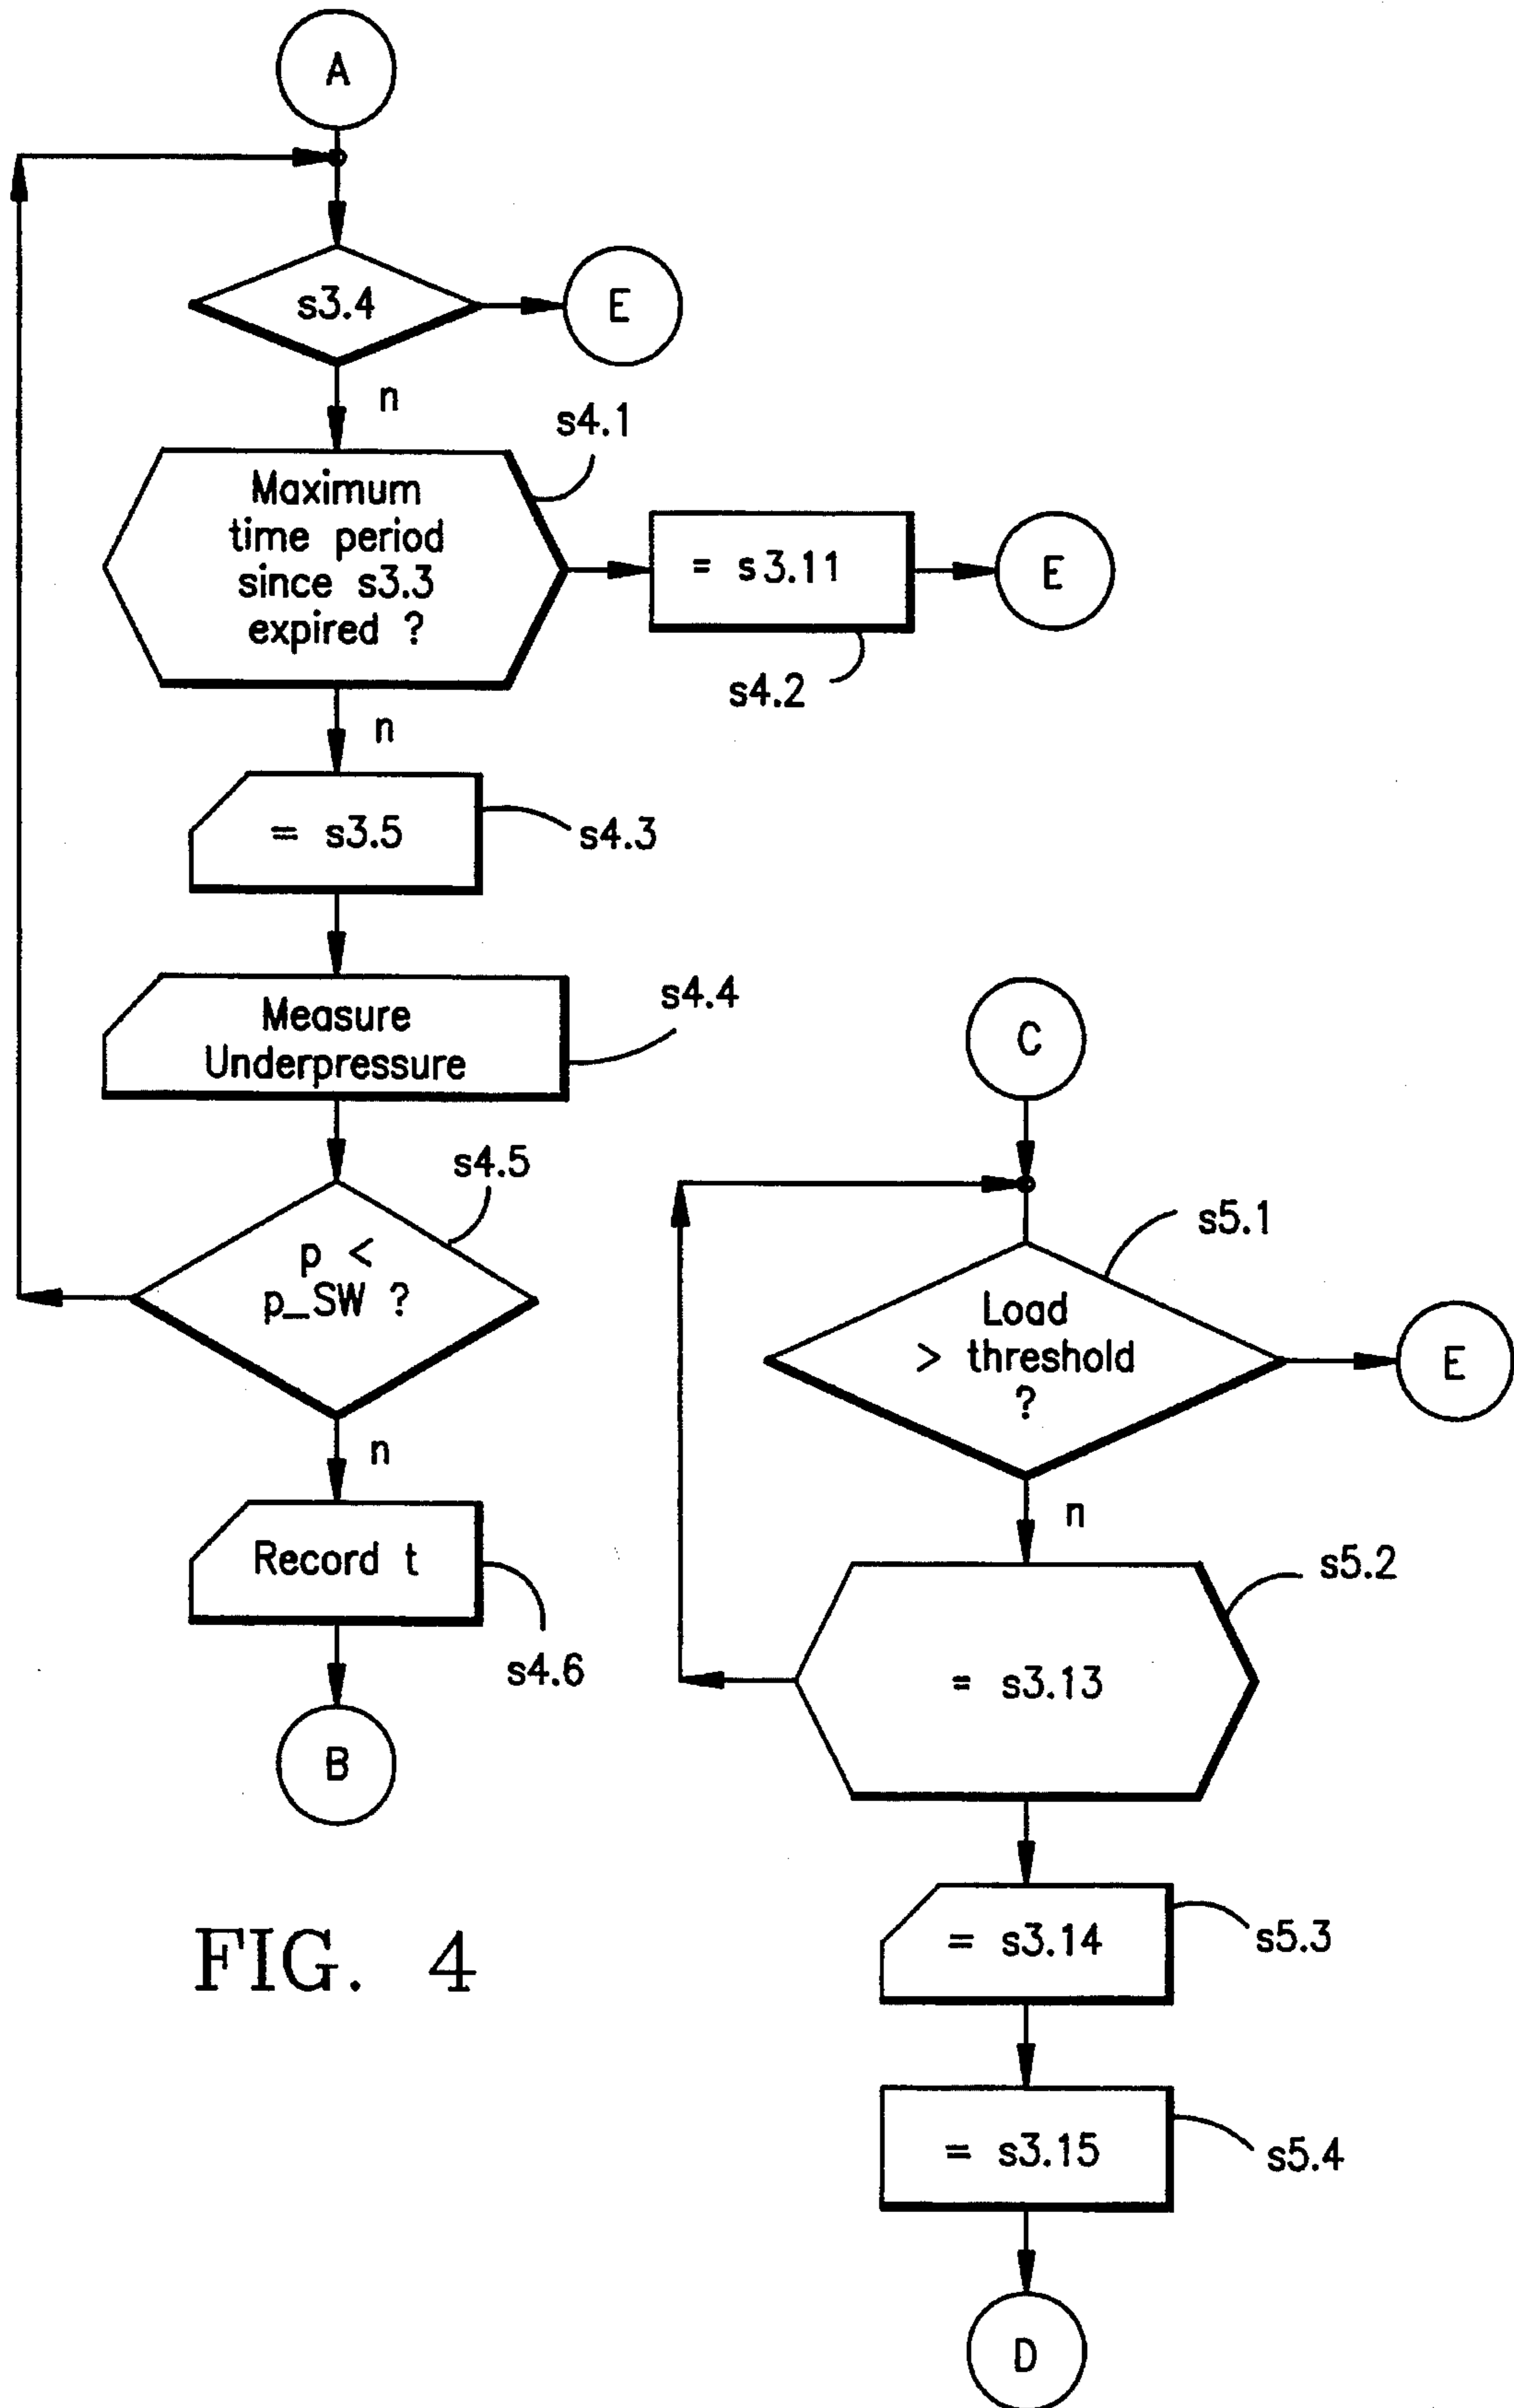 A
s3.4
E
n
s4.1
Maximum
time period
since s3.3
expired ?
= s3.11
E
s4.2
n
= s3.5
s4.3
Measure
Underpressure
s4.4
s4.5
p <
p_SW ?
n
Record t
s4.6
B
FIG. 4
C
s5.1
Load
> threshold
?
E
n
s5.2
= s3.13
= s3.14
s5.3
= s3.15
s5.4
D